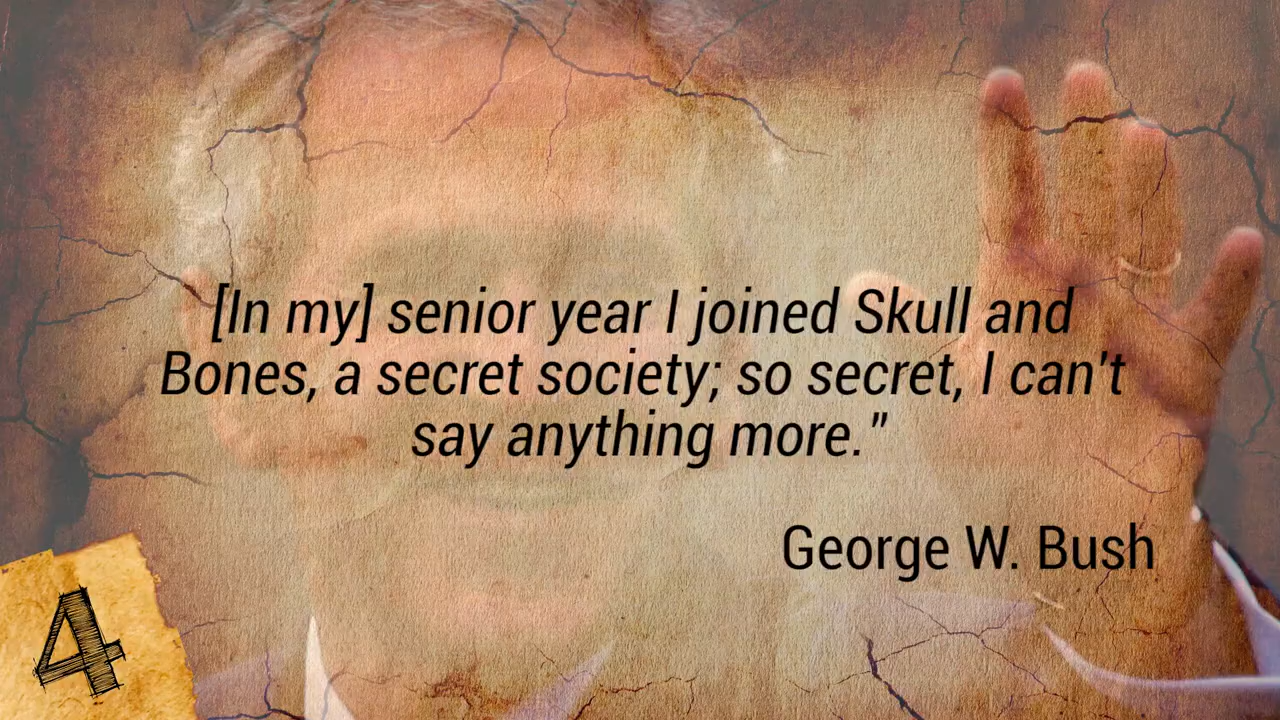 [In my] senior year I joined Skull and
Bones, a secret society; so secret, I can't
say anything more."
George W. Bush
4